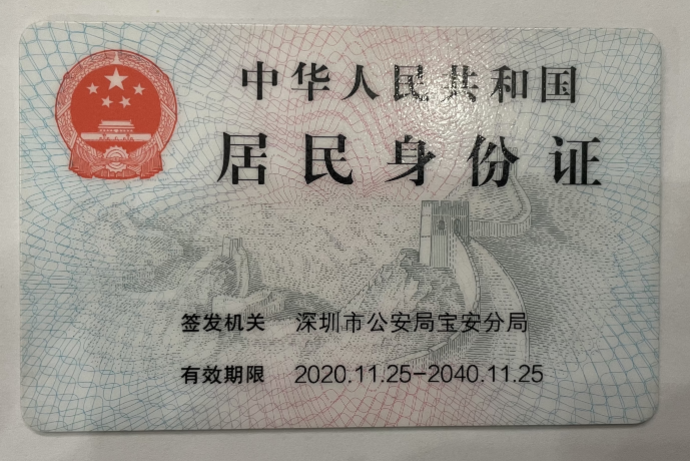 中华人民共和国
居民身份证
签发机关 深圳市公安局宝安分局
有效期限 2020.11.25-2040.11.25